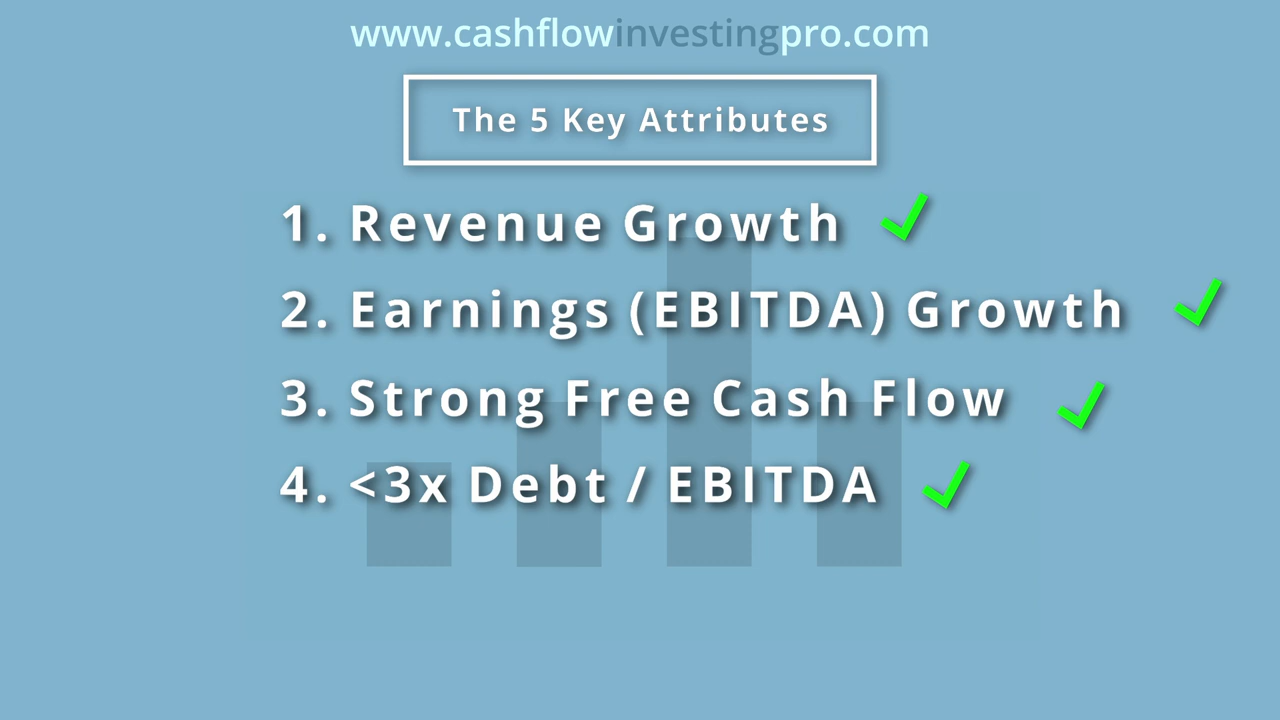 www.cashflowinvestingpro.com
The 5 Key Attributes
1. Revenue Growth
2. Earnings (EBITDA) Growth
3. Strong Free Cash Flow
4. <3x Debt / EBITDA